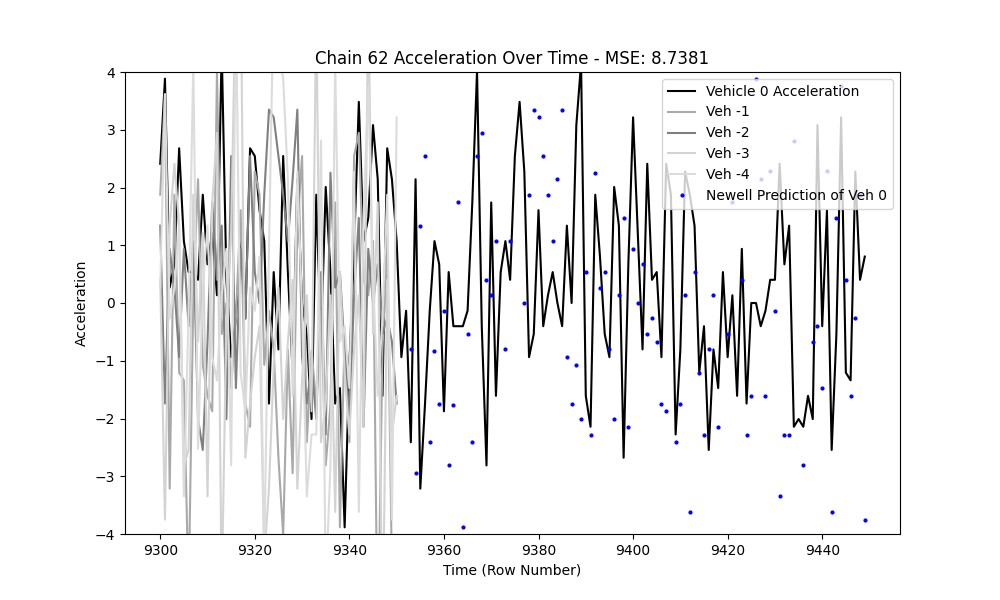 Chain 62 Acceleration Over Time - MSE: 8.7381
Acceleration
4
3
2
1
0
−1
−2
−3
−4
Vehicle 0 Acceleration
Veh -1
Veh -2
Veh -3
Veh -4
Newell Prediction of Veh 0
9300 9320 9340 9360 9380 9400 9420 9440
Time (Row Number)